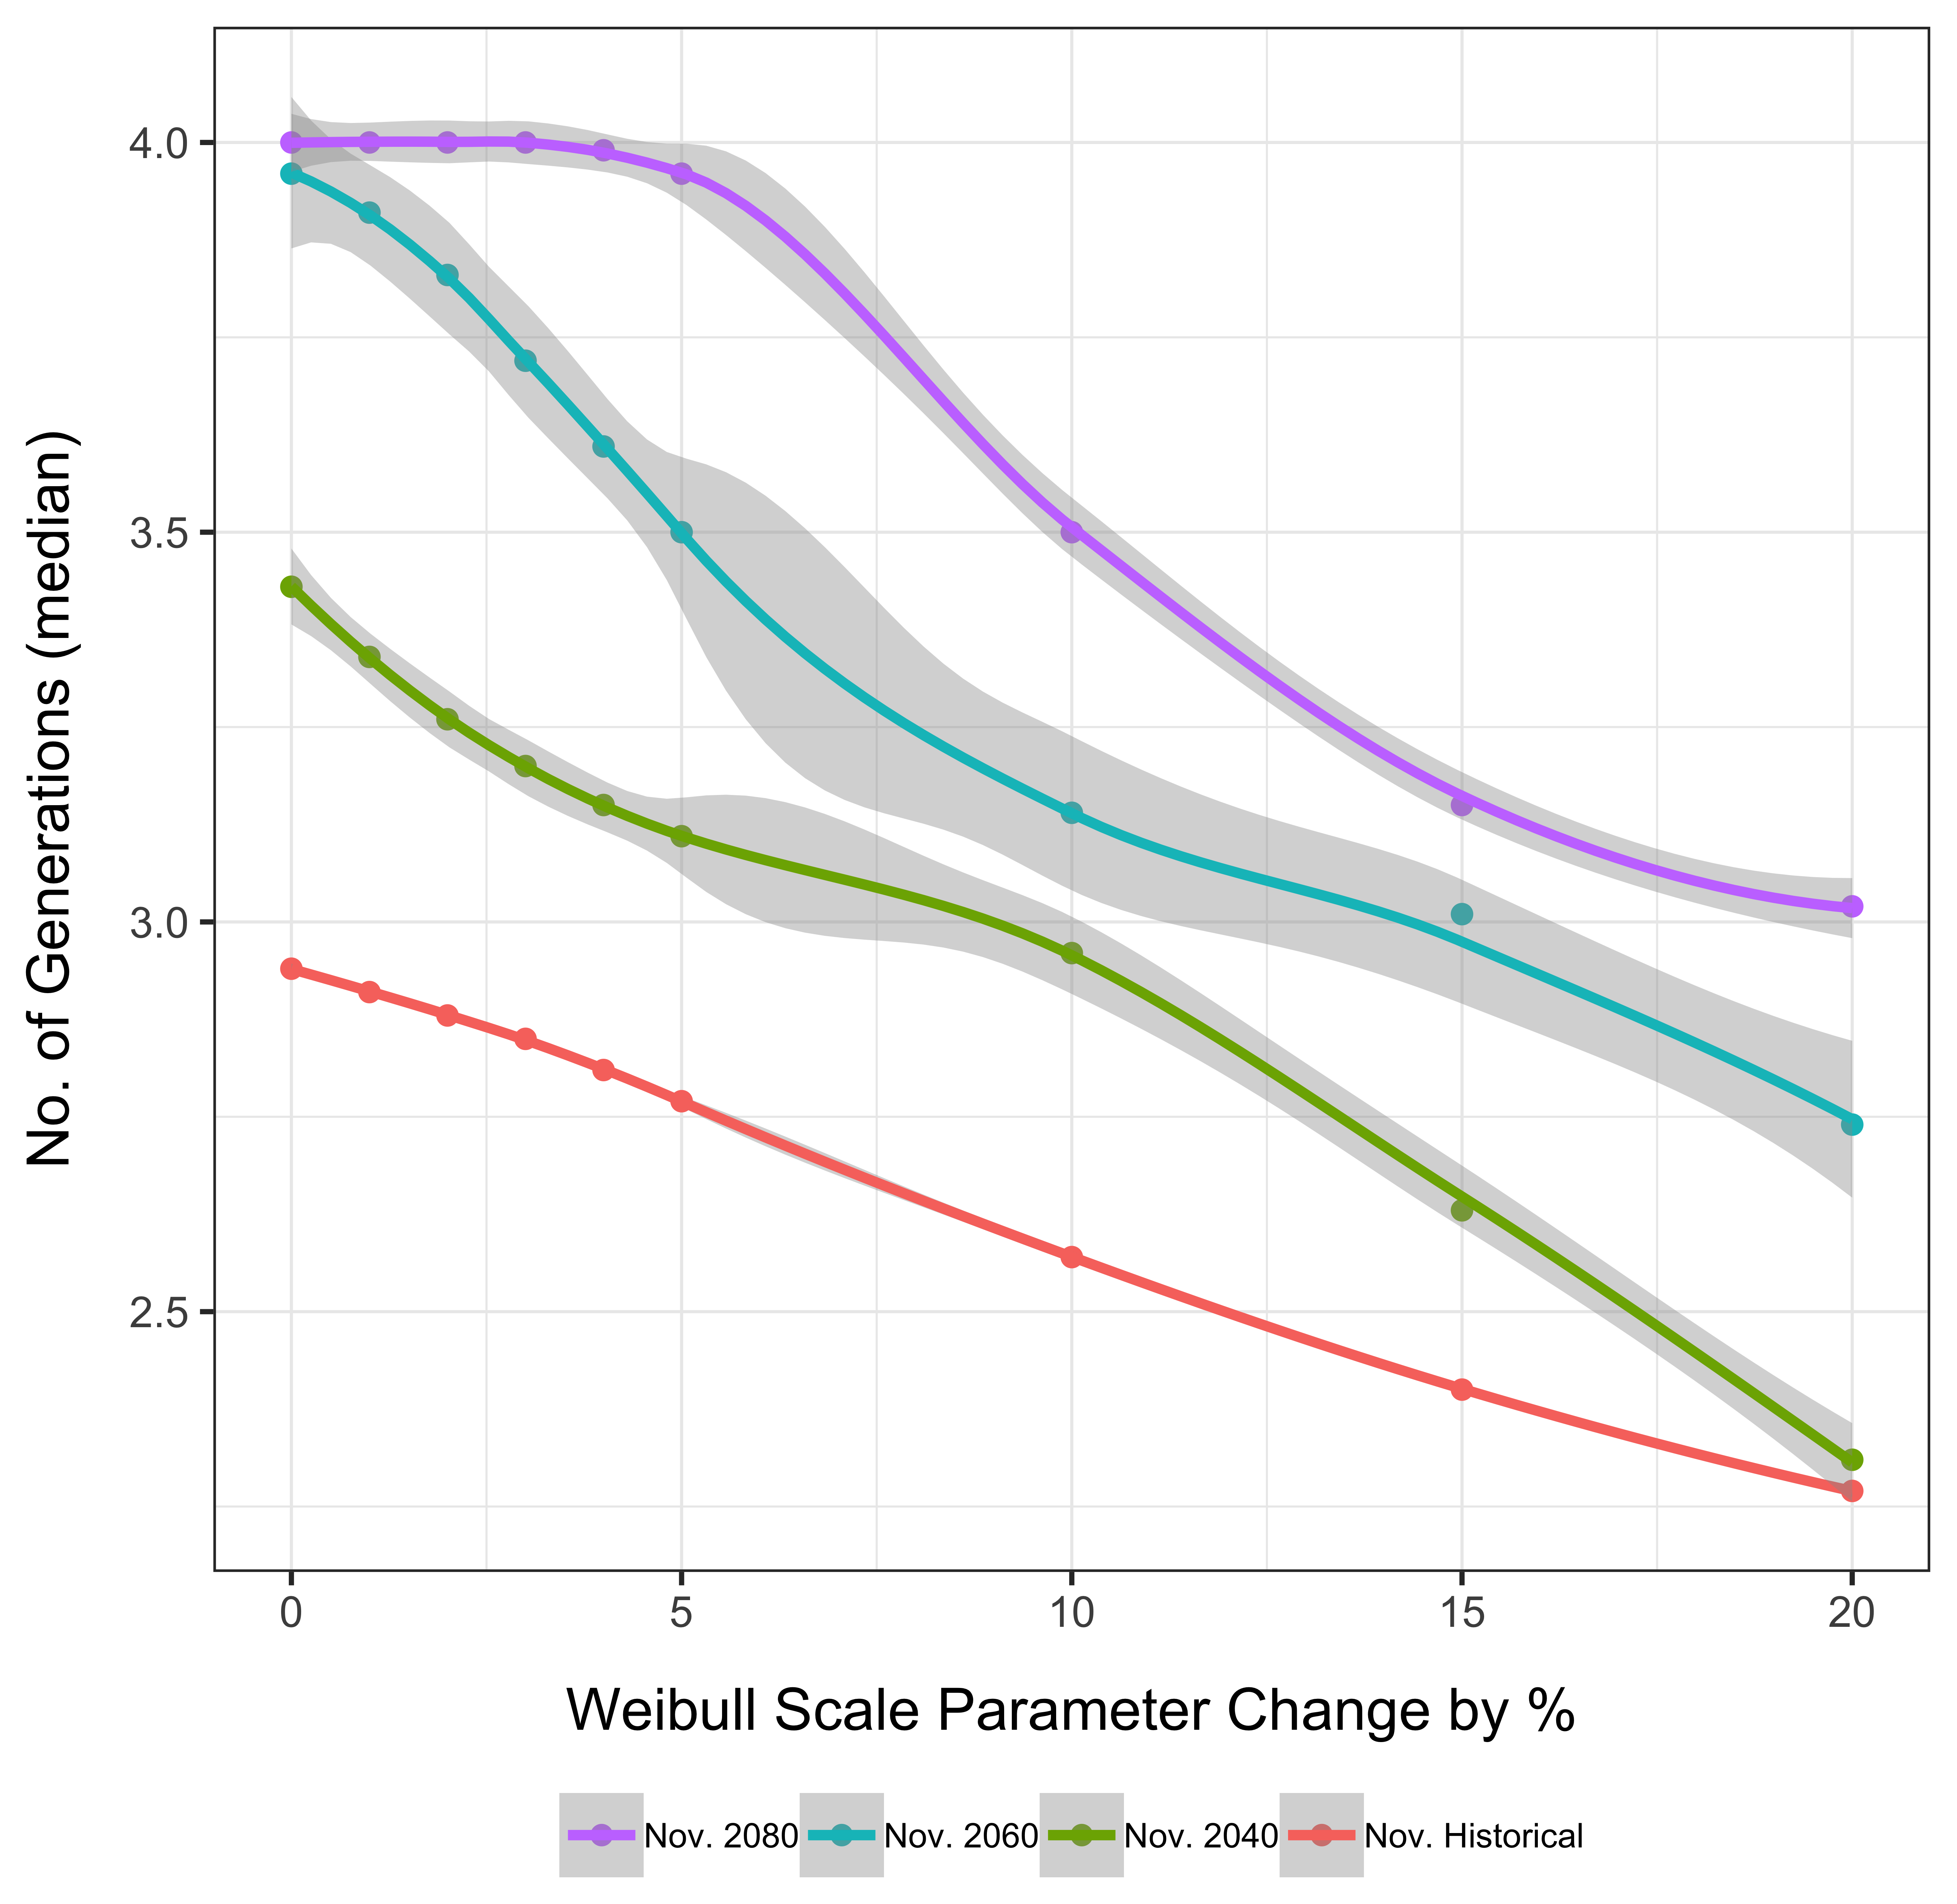 No. of Generations (median)
4.0
3.5
3.0
2.5
0 5 10 15 20
Weibull Scale Parameter Change by %
Nov. 2080 Nov. 2060 Nov. 2040 Nov. Historical